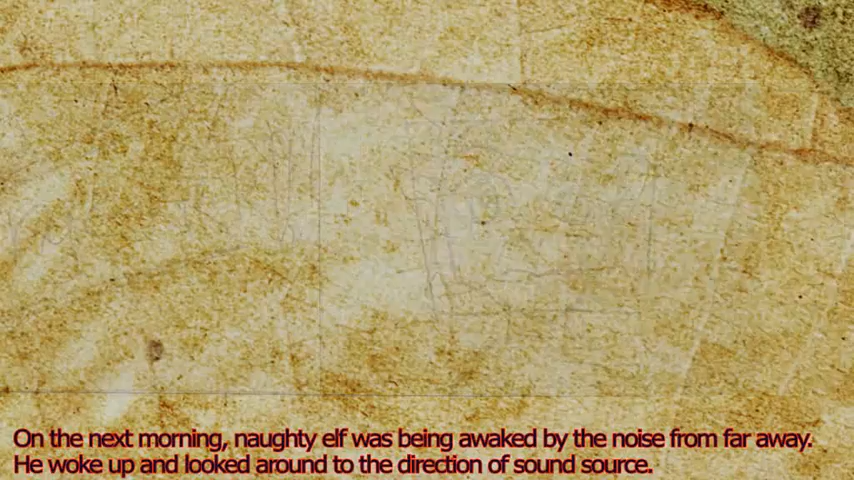 On the next morning, naughty elf was being awaked by the noise from far away.
He woke up and looked around to the direction of sound source.